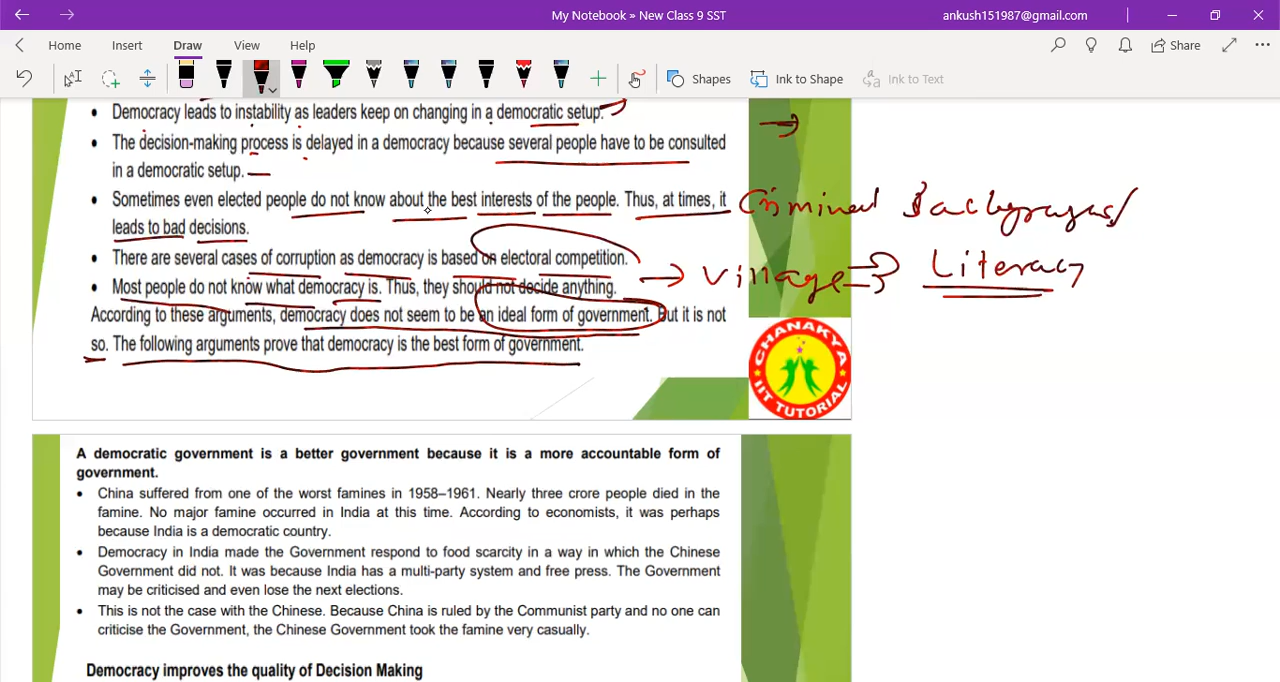 My Notebook » New Class 9 SST
ankush151987@gmail.com
Home Insert Draw View Help
Share
Shapes Ink to Shape Ink to Text
• Democracy leads to instability as leaders keep on changing in a democratic setup.
• The decision-making process is delayed in a democracy because several people have to be consulted
in a democratic setup.
• Sometimes even elected people do not know about the best interests of the people. Thus, at times, it
leads to bad decisions.
Criminal
• There are several cases of corruption as democracy is based on electoral competition.
• Most people do not know what democracy is. Thus, they should not decide anything.
Village Literacy
According to these arguments, democracy does not seem to be an ideal form of government. But it is not
so. The following arguments prove that democracy is the best form of government.
CHANAKYA
IIT TUTORIAL
A democratic government is a better government because it is a more accountable form of
government.
• China suffered from one of the worst famines in 1958–1961. Nearly three crore people died in the
famine. No major famine occurred in India at this time. According to economists, it was perhaps
because India is a democratic country.
• Democracy in India made the Government respond to food scarcity in a way in which the Chinese
Government did not. It was because India has a multi-party system and free press. The Government
may be criticised and even lose the next elections.
• This is not the case with the Chinese. Because China is ruled by the Communist party and no one can
criticise the Government, the Chinese Government took the famine very casually.
Democracy improves the quality of Decision Making